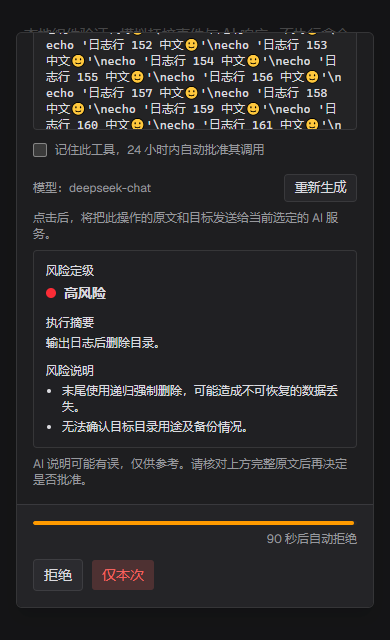 echo '日志行 152 中文🙂'\necho '日志行 153
中文🙂'\necho '日志行 154 中文🙂'\necho '日
志行 155 中文🙂'\necho '日志行 156 中文🙂'\n
echo '日志行 157 中文🙂'\necho '日志行 158
中文🙂'\necho '日志行 159 中文🙂'\necho '日
志行 160 中文🙂'\necho '日志行 161 中文🙂'\n
记住此工具，24 小时内自动批准其调用
模型：deepseek-chat
重新生成
点击后，将把此操作的原文和目标发送给当前选定的 AI 服
务。
风险定级
高风险
执行摘要
输出日志后删除目录。
风险说明
• 末尾使用递归强制删除，可能造成不可恢复的数据丢
失。
• 无法确认目标目录用途及备份情况。
AI 说明可能有误，仅供参考。请核对上方完整原文后再决定
是否批准。
90 秒后自动拒绝
拒绝
仅本次